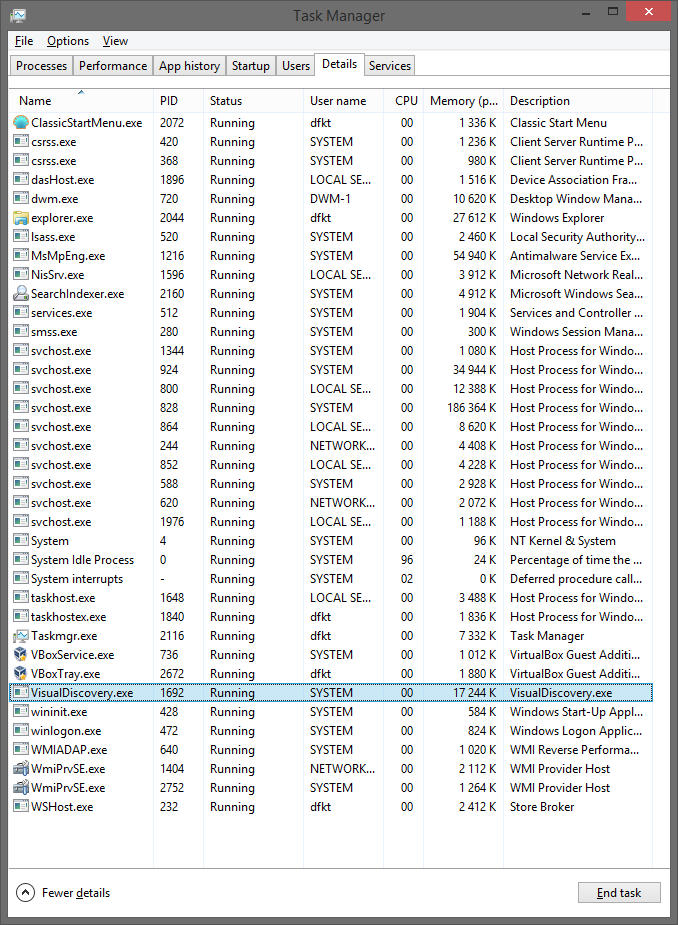 Task Manager
File Options View
Processes Performance App history Startup Users Details Services
Name PID Status User name CPU Memory (p... Description
ClassicStartMenu.exe 2072 Running dfkt 00 1 336 K Classic Start Menu
csrss.exe 420 Running SYSTEM 00 1 236 K Client Server Runtime P...
csrss.exe 368 Running SYSTEM 00 980 K Client Server Runtime P...
dasHost.exe 1896 Running LOCAL SE... 00 1 516 K Device Association Fra...
dwm.exe 720 Running DWM-1 00 10 620 K Desktop Window Mana...
explorer.exe 2044 Running dfkt 00 27 612 K Windows Explorer
lsass.exe 520 Running SYSTEM 00 2 460 K Local Security Authority...
MsMpEng.exe 1216 Running SYSTEM 00 54 940 K Antimalware Service Ex...
NisSrv.exe 1596 Running LOCAL SE... 00 3 912 K Microsoft Network Real...
SearchIndexer.exe 2160 Running SYSTEM 00 4 912 K Microsoft Windows Sea...
services.exe 512 Running SYSTEM 00 1 904 K Services and Controller ...
smss.exe 280 Running SYSTEM 00 300 K Windows Session Mana...
svchost.exe 1344 Running SYSTEM 00 1 080 K Host Process for Windo...
svchost.exe 924 Running SYSTEM 00 34 944 K Host Process for Windo...
svchost.exe 800 Running LOCAL SE... 00 12 388 K Host Process for Windo...
svchost.exe 828 Running SYSTEM 00 186 364 K Host Process for Windo...
svchost.exe 864 Running LOCAL SE... 00 8 620 K Host Process for Windo...
svchost.exe 244 Running NETWORK... 00 4 408 K Host Process for Windo...
svchost.exe 852 Running LOCAL SE... 00 4 228 K Host Process for Windo...
svchost.exe 588 Running SYSTEM 00 2 928 K Host Process for Windo...
svchost.exe 620 Running NETWORK... 00 2 072 K Host Process for Windo...
svchost.exe 1976 Running LOCAL SE... 00 1 188 K Host Process for Windo...
System 4 Running SYSTEM 00 96 K NT Kernel & System
System Idle Process 0 Running SYSTEM 96 24 K Percentage of time the ...
System interrupts - Running SYSTEM 02 0 K Deferred procedure call...
taskhost.exe 1648 Running LOCAL SE... 00 3 488 K Host Process for Windo...
taskhostex.exe 1840 Running dfkt 00 1 836 K Host Process for Windo...
Taskmgr.exe 2116 Running dfkt 00 7 332 K Task Manager
VBoxService.exe 736 Running SYSTEM 00 1 012 K VirtualBox Guest Additi...
VBoxTray.exe 2672 Running dfkt 00 1 880 K VirtualBox Guest Additi...
VisualDiscovery.exe 1692 Running SYSTEM 00 17 244 K VisualDiscovery.exe
wininit.exe 428 Running SYSTEM 00 584 K Windows Start-Up Appl...
winlogon.exe 472 Running SYSTEM 00 824 K Windows Logon Applic...
WMIADAP.exe 640 Running SYSTEM 00 1 020 K WMI Reverse Performa...
WmiPrvSE.exe 1404 Running NETWORK... 00 2 112 K WMI Provider Host
WmiPrvSE.exe 2752 Running SYSTEM 00 1 264 K WMI Provider Host
WSHost.exe 232 Running dfkt 00 2 412 K Store Broker
Fewer details End task